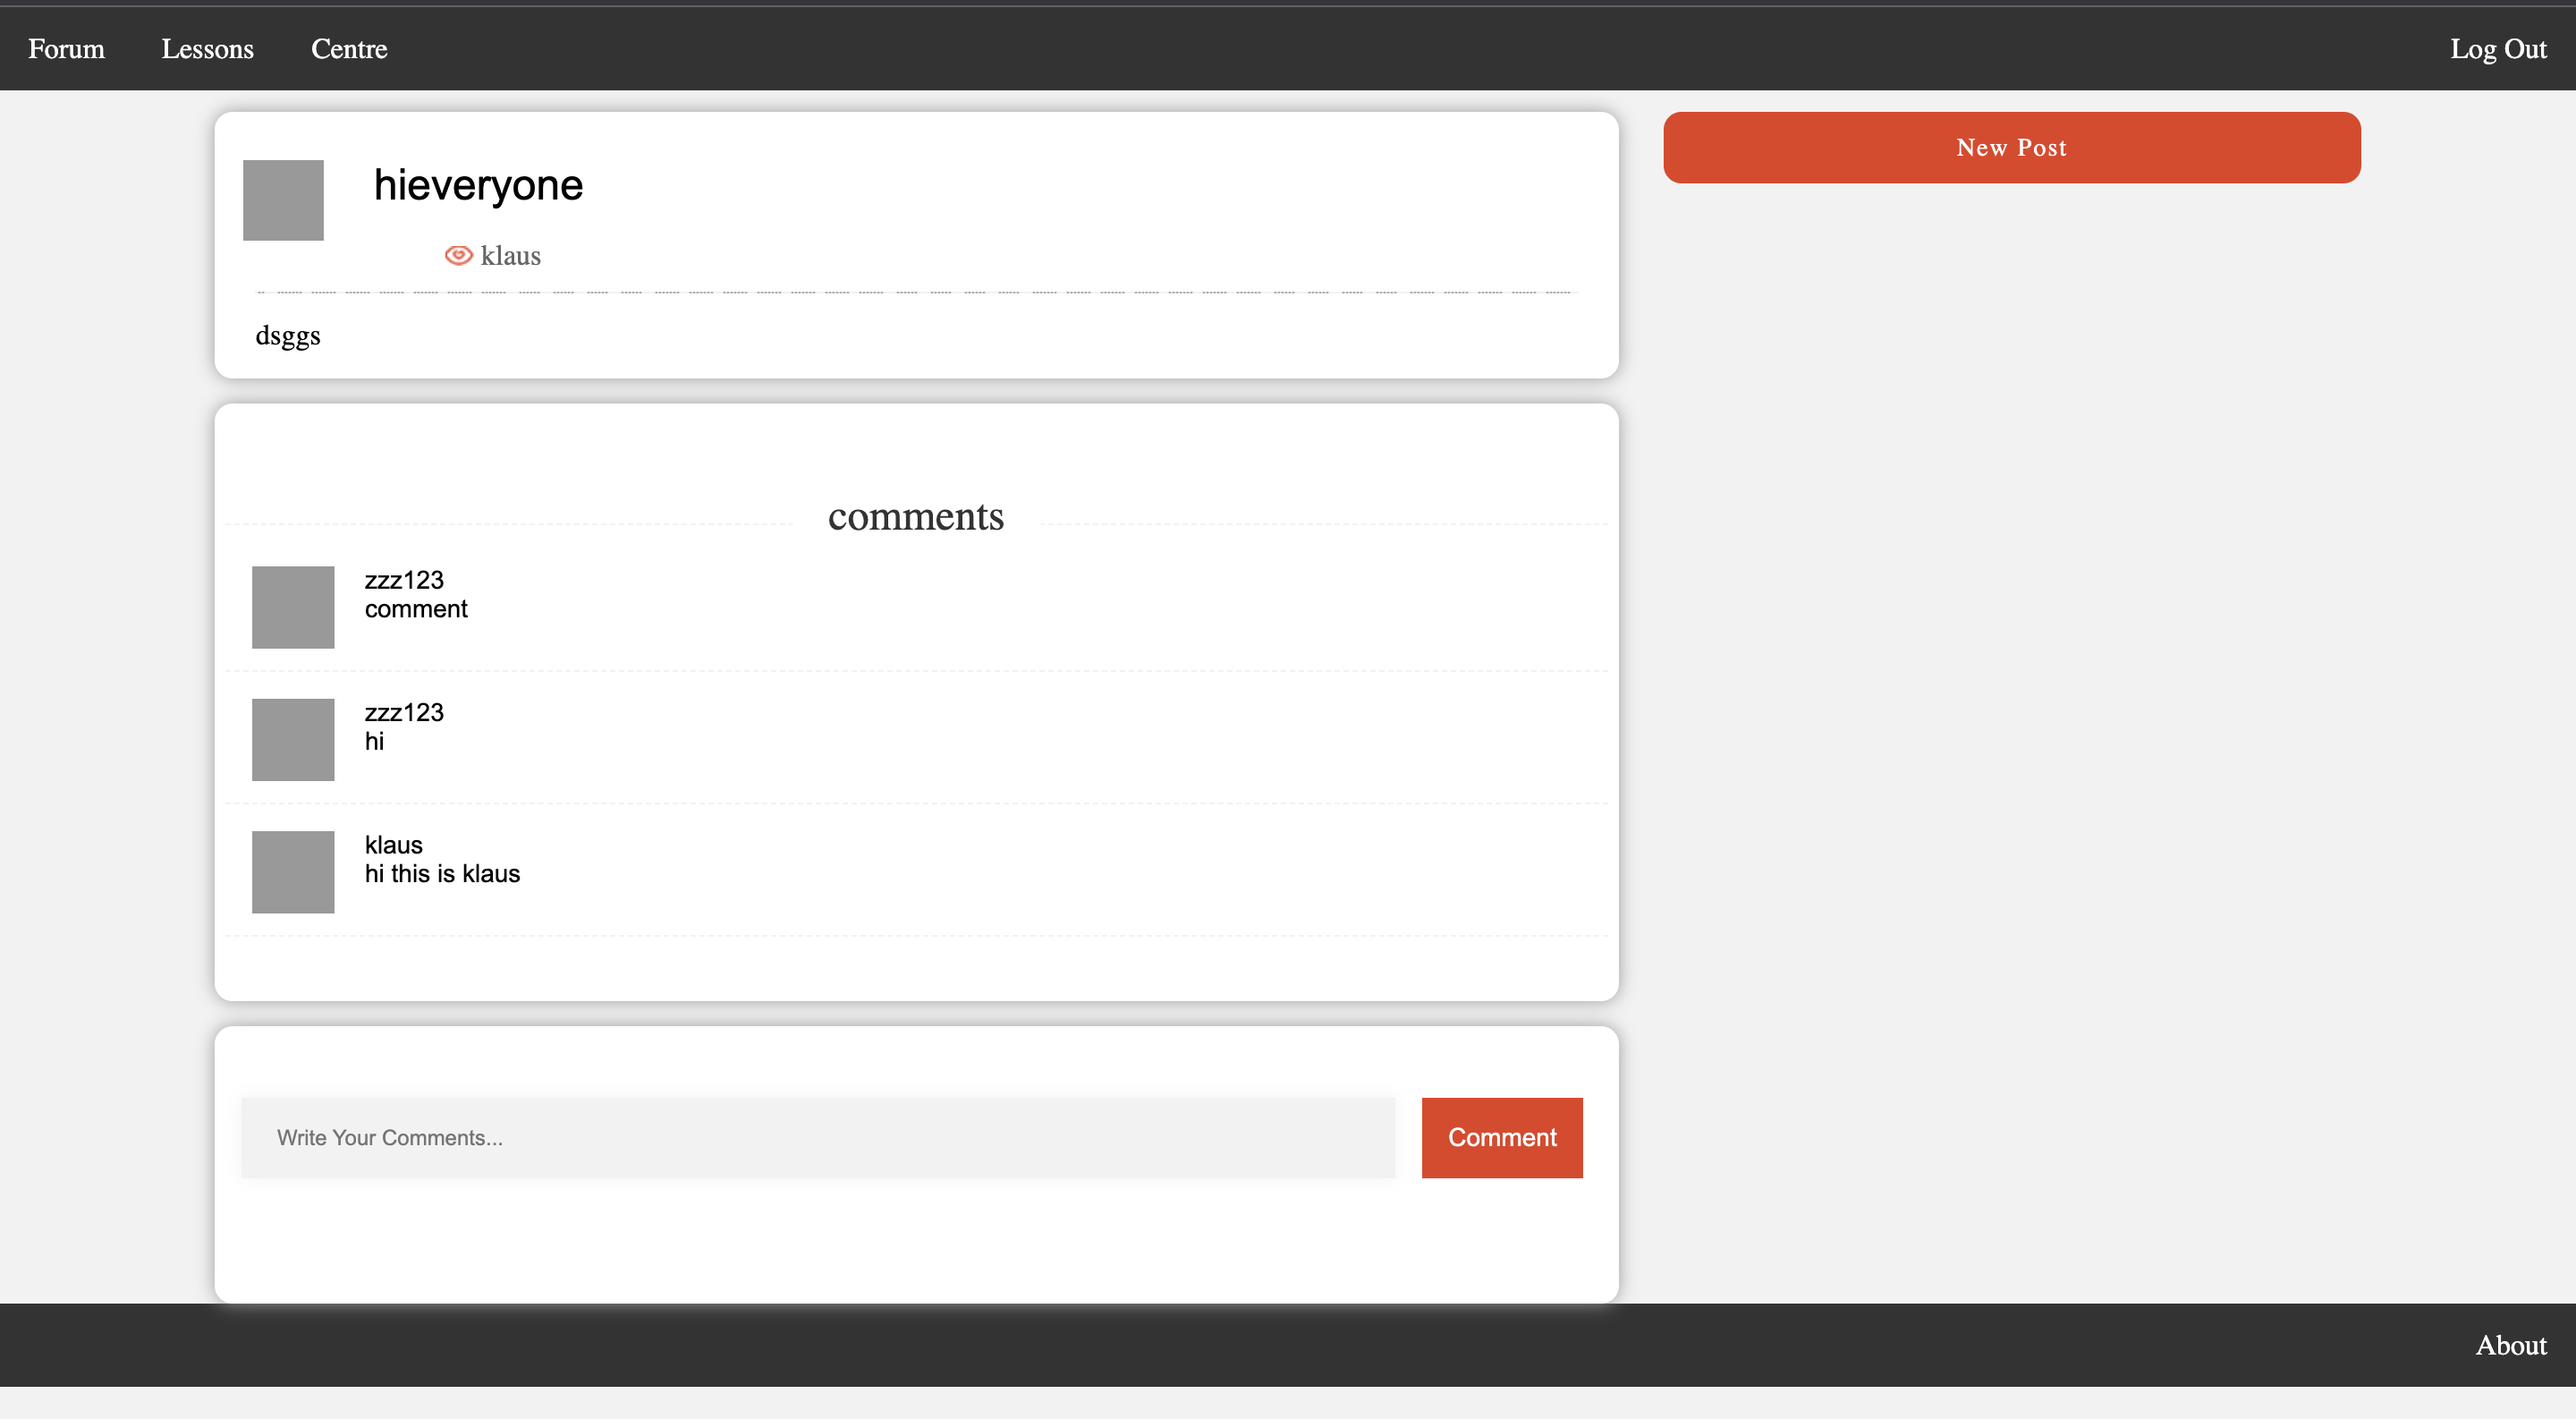 Forum Lessons Centre Log Out
New Post
hieveryone
klaus
dsggs
comments
zzz123
comment
zzz123
hi
klaus
hi this is klaus
Write Your Comments...
Comment
About